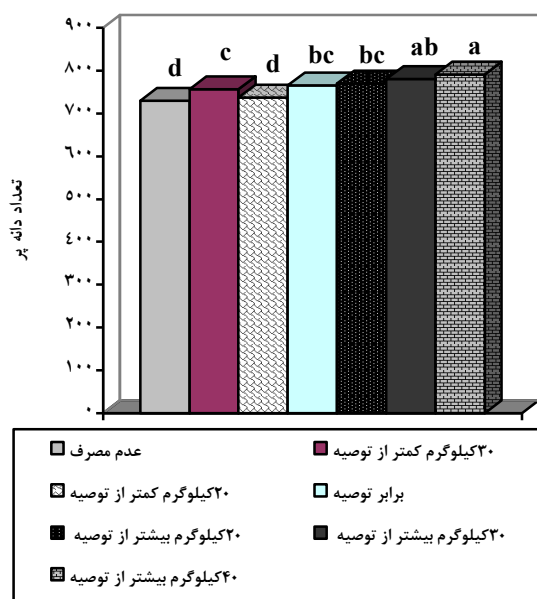 ۹۰۰
۸۰۰
۷۰۰
۶۰۰
۵۰۰
۴۰۰
۳۰۰
۲۰۰
۱۰۰
۰
تعداد دانه پر
d c d bc bc ab a
عدم مصرف
۳۰کیلوگرم کمتر از توصیه
۲۰کیلوگرم کمتر از توصیه
برابر توصیه
۲۰کیلوگرم بیشتر از توصیه
۳۰کیلوگرم بیشتر از توصیه
۴۰کیلوگرم بیشتر از توصیه